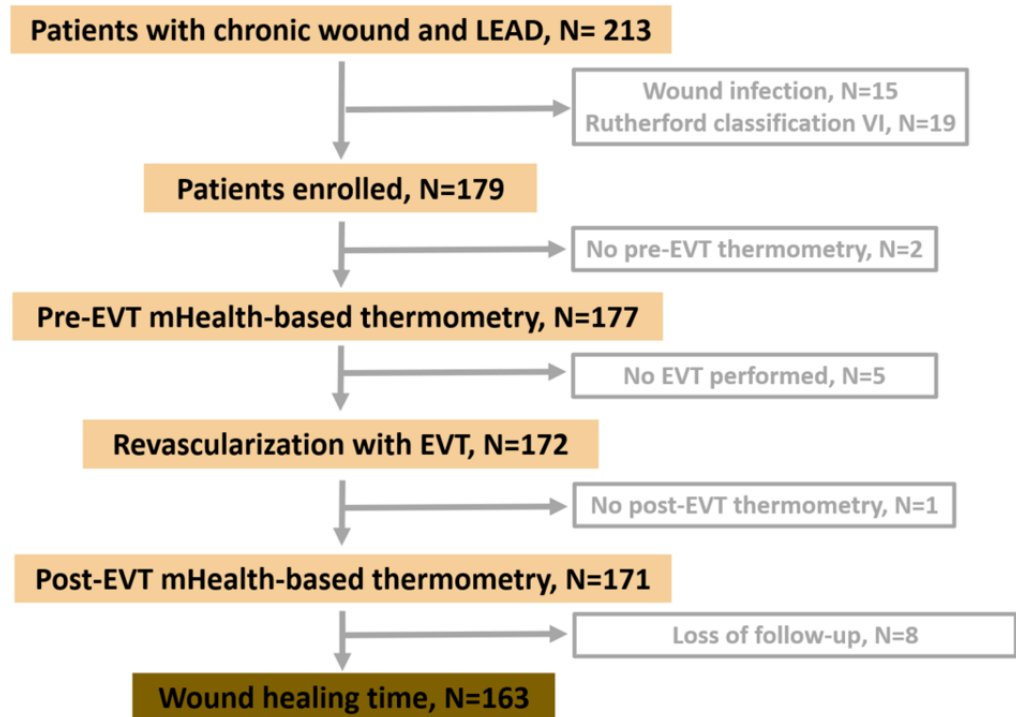 Patients with chronic wound and LEAD, N= 213
Wound infection, N=15
Rutherford classification VI, N=19
Patients enrolled, N=179
No pre-EVT thermometry, N=2
Pre-EVT mHealth-based thermometry, N=177
No EVT performed, N=5
Revascularization with EVT, N=172
No post-EVT thermometry, N=1
Post-EVT mHealth-based thermometry, N=171
Loss of follow-up, N=8
Wound healing time, N=163